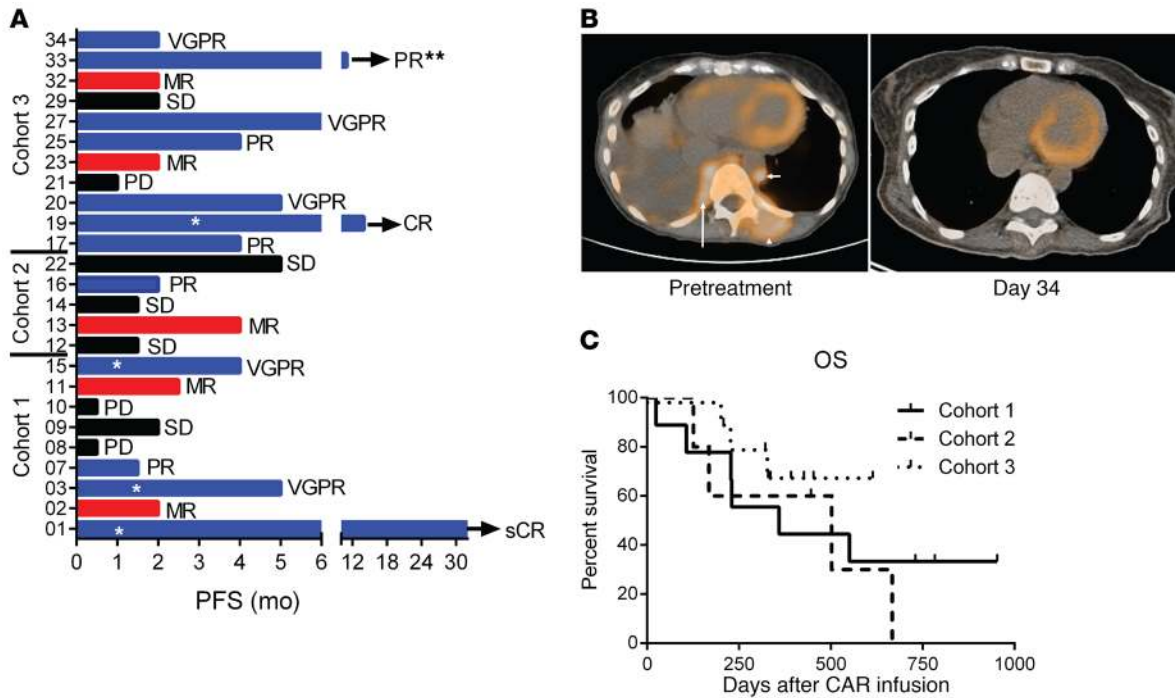 A
Cohort 3
34 VGPR
33 PR**
32 MR
29 SD
27 VGPR
25 PR
23 MR
21 PD
20 VGPR
19 * CR
17 PR
Cohort 2
22 SD
16 PR
14 SD
13 MR
12 SD
Cohort 1
15 * VGPR
11 MR
10 PD
09 SD
08 PD
07 PR
03 * VGPR
02 MR
01 * sCR
0 1 2 3 4 5 6 12 18 24 30
PFS (mo)
B
Pretreatment Day 34
C
OS
Percent survival
100
80
60
40
20
0
0 250 500 750 1000
Days after CAR infusion
Cohort 1
Cohort 2
Cohort 3